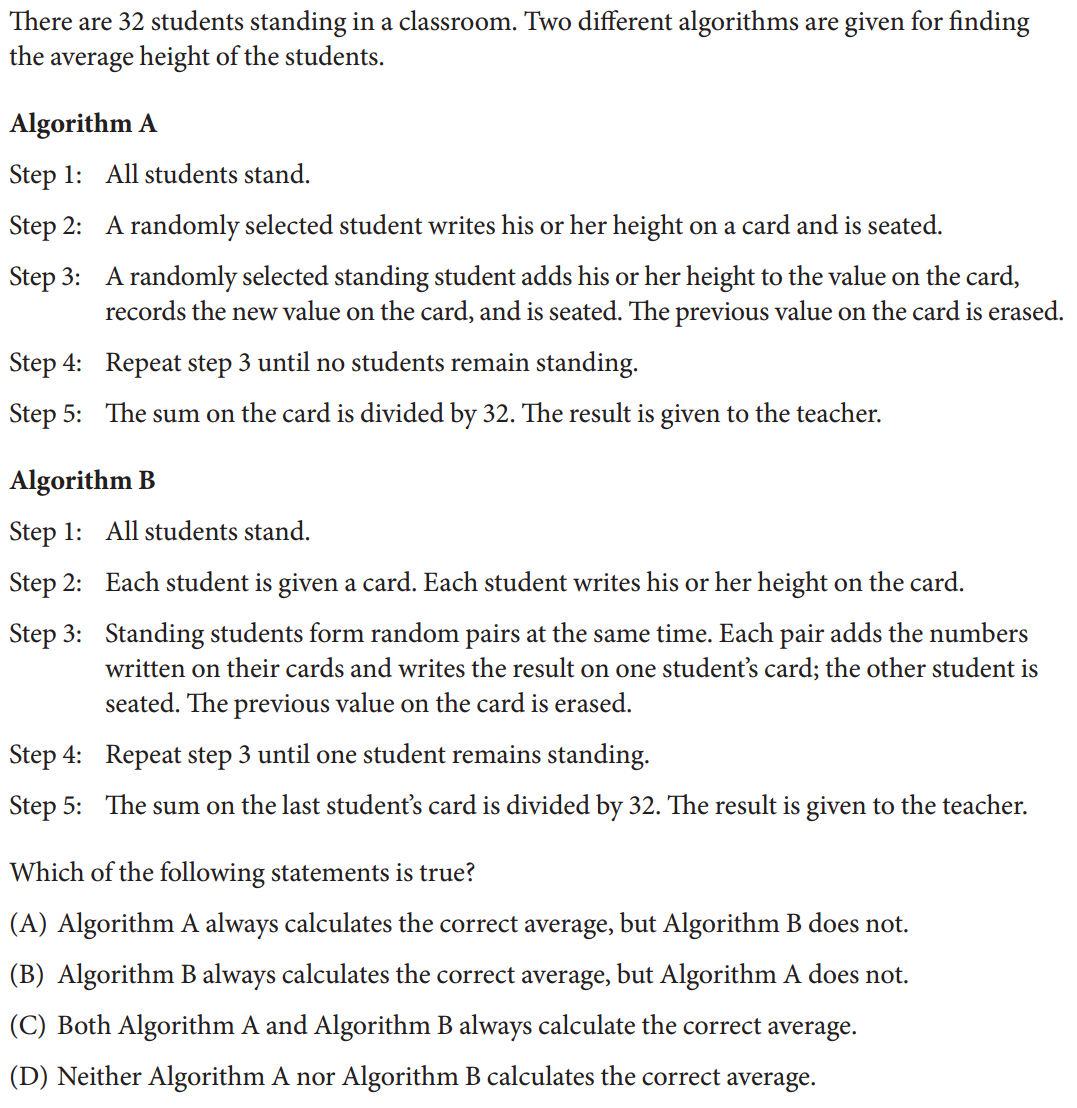 There are 32 students standing in a classroom. Two different algorithms are given for finding
the average height of the students.
Algorithm A
Step 1: All students stand.
Step 2: A randomly selected student writes his or her height on a card and is seated.
Step 3: A randomly selected standing student adds his or her height to the value on the card,
records the new value on the card, and is seated. The previous value on the card is erased.
Step 4: Repeat step 3 until no students remain standing.
Step 5: The sum on the card is divided by 32. The result is given to the teacher.
Algorithm B
Step 1: All students stand.
Step 2: Each student is given a card. Each student writes his or her height on the card.
Step 3: Standing students form random pairs at the same time. Each pair adds the numbers
written on their cards and writes the result on one student’s card; the other student is
seated. The previous value on the card is erased.
Step 4: Repeat step 3 until one student remains standing.
Step 5: The sum on the last student’s card is divided by 32. The result is given to the teacher.
Which of the following statements is true?
(A) Algorithm A always calculates the correct average, but Algorithm B does not.
(B) Algorithm B always calculates the correct average, but Algorithm A does not.
(C) Both Algorithm A and Algorithm B always calculate the correct average.
(D) Neither Algorithm A nor Algorithm B calculates the correct average.